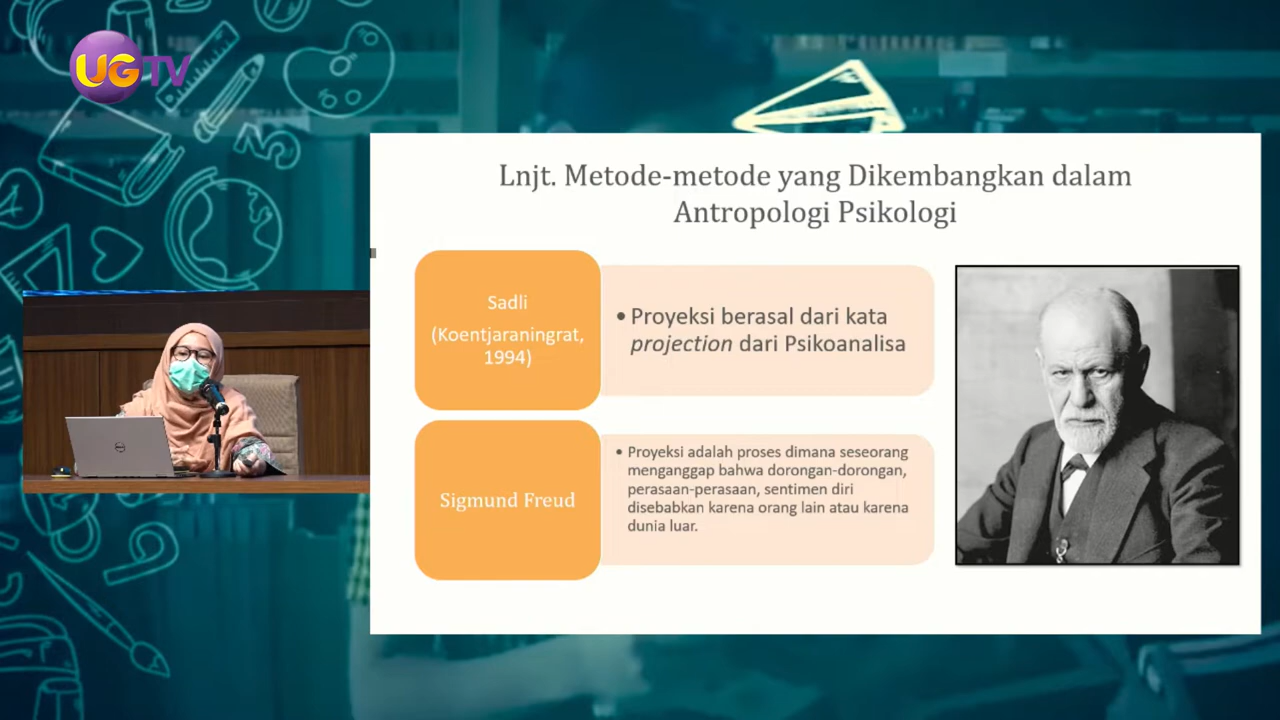 UGTV
Lnjt. Metode-metode yang Dikembangkan dalam
Antropologi Psikologi
Sadli
(Koentjaraningrat,
1994)
• Proyeksi berasal dari kata
projection dari Psikoanalisa
Sigmund Freud
• Proyeksi adalah proses dimana seseorang
menganggap bahwa dorongan-dorongan,
perasaan-perasaan, sentimen diri
disebabkan karena orang lain atau karena
dunia luar.
DELL